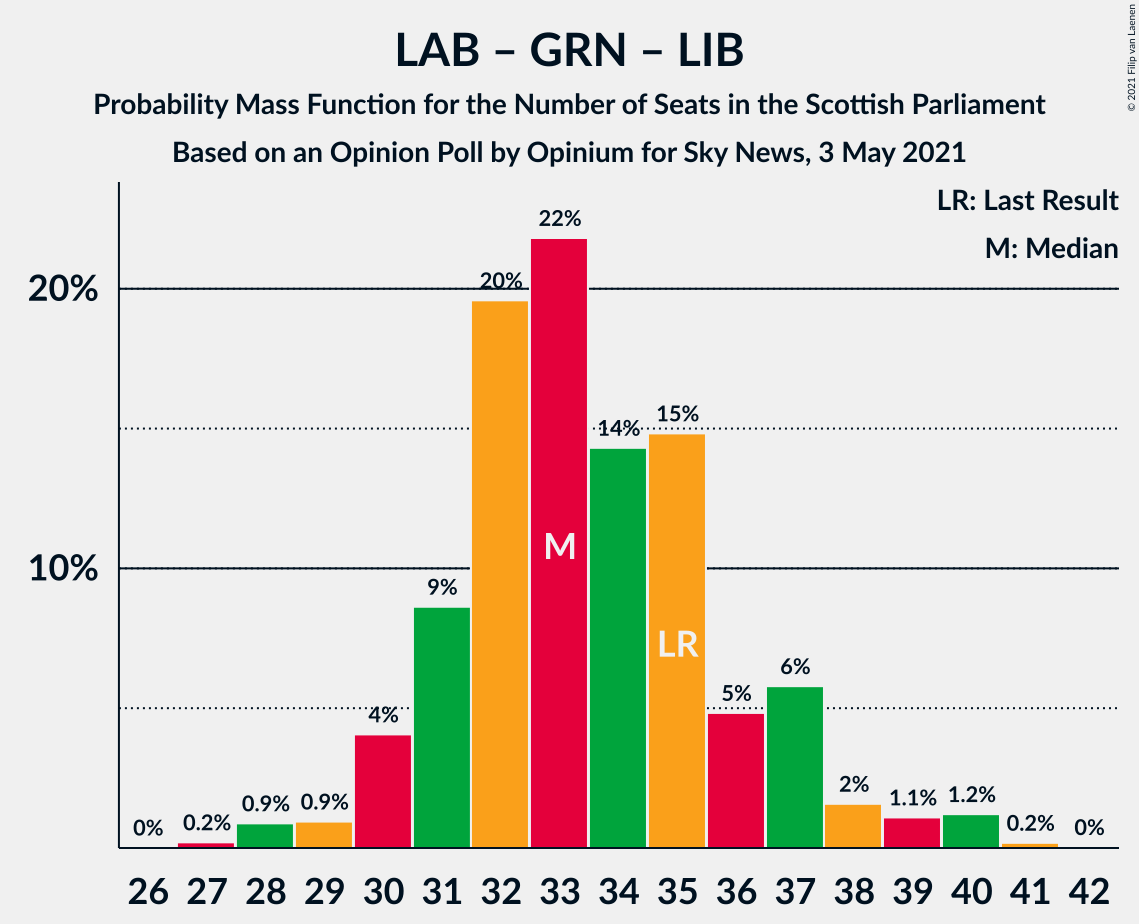 LAB – GRN – LIB
Probability Mass Function for the Number of Seats in the Scottish Parliament
Based on an Opinion Poll by Opinium for Sky News, 3 May 2021
© 2021 Filip van Laenen
LR: Last Result
M: Median
20%
10%
0%
0.2%
0.9%
0.9%
4%
9%
20%
22%
14%
15%
5%
6%
2%
1.1%
1.2%
0.2%
0%
M
LR
26 27 28 29 30 31 32 33 34 35 36 37 38 39 40 41 42